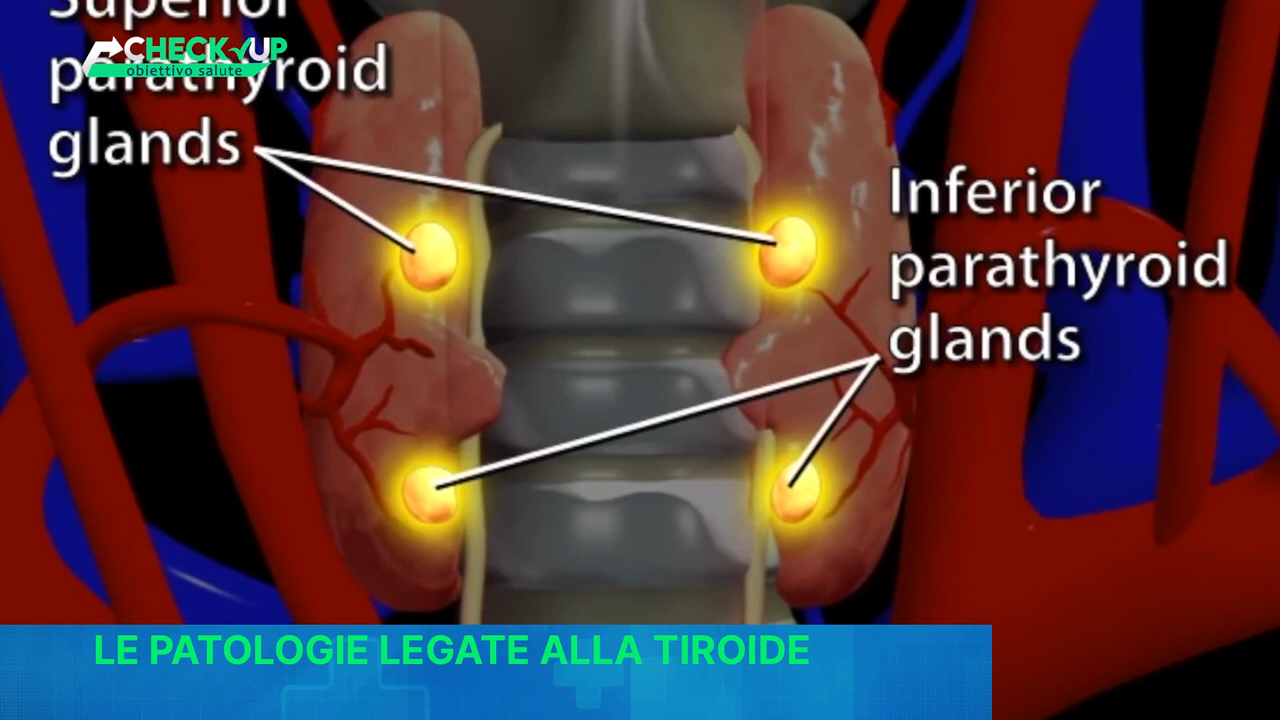 Superior
parathyroid
glands
CHECK UP
obiettivo salute
Inferior
parathyroid
glands
LE PATOLOGIE LEGATE ALLA TIROIDE